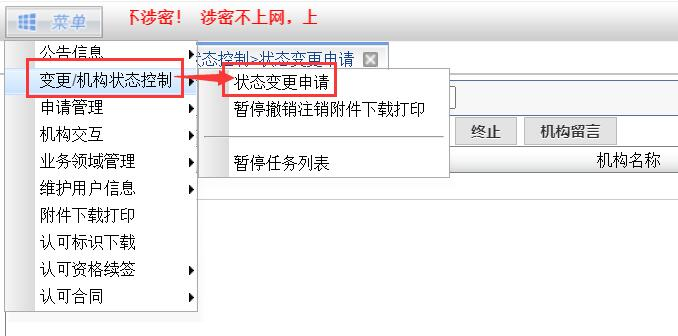 菜单
不涉密！ 涉密不上网，上
状态控制>状态变更申请
公告信息
变更/机构状态控制
申请管理
机构交互
业务领域管理
维护用户信息
附件下载打印
认可标识下载
认可资格续签
认可合同
状态变更申请
暂停撤销注销附件下载打印
暂停任务列表
终止
机构留言
机构名称